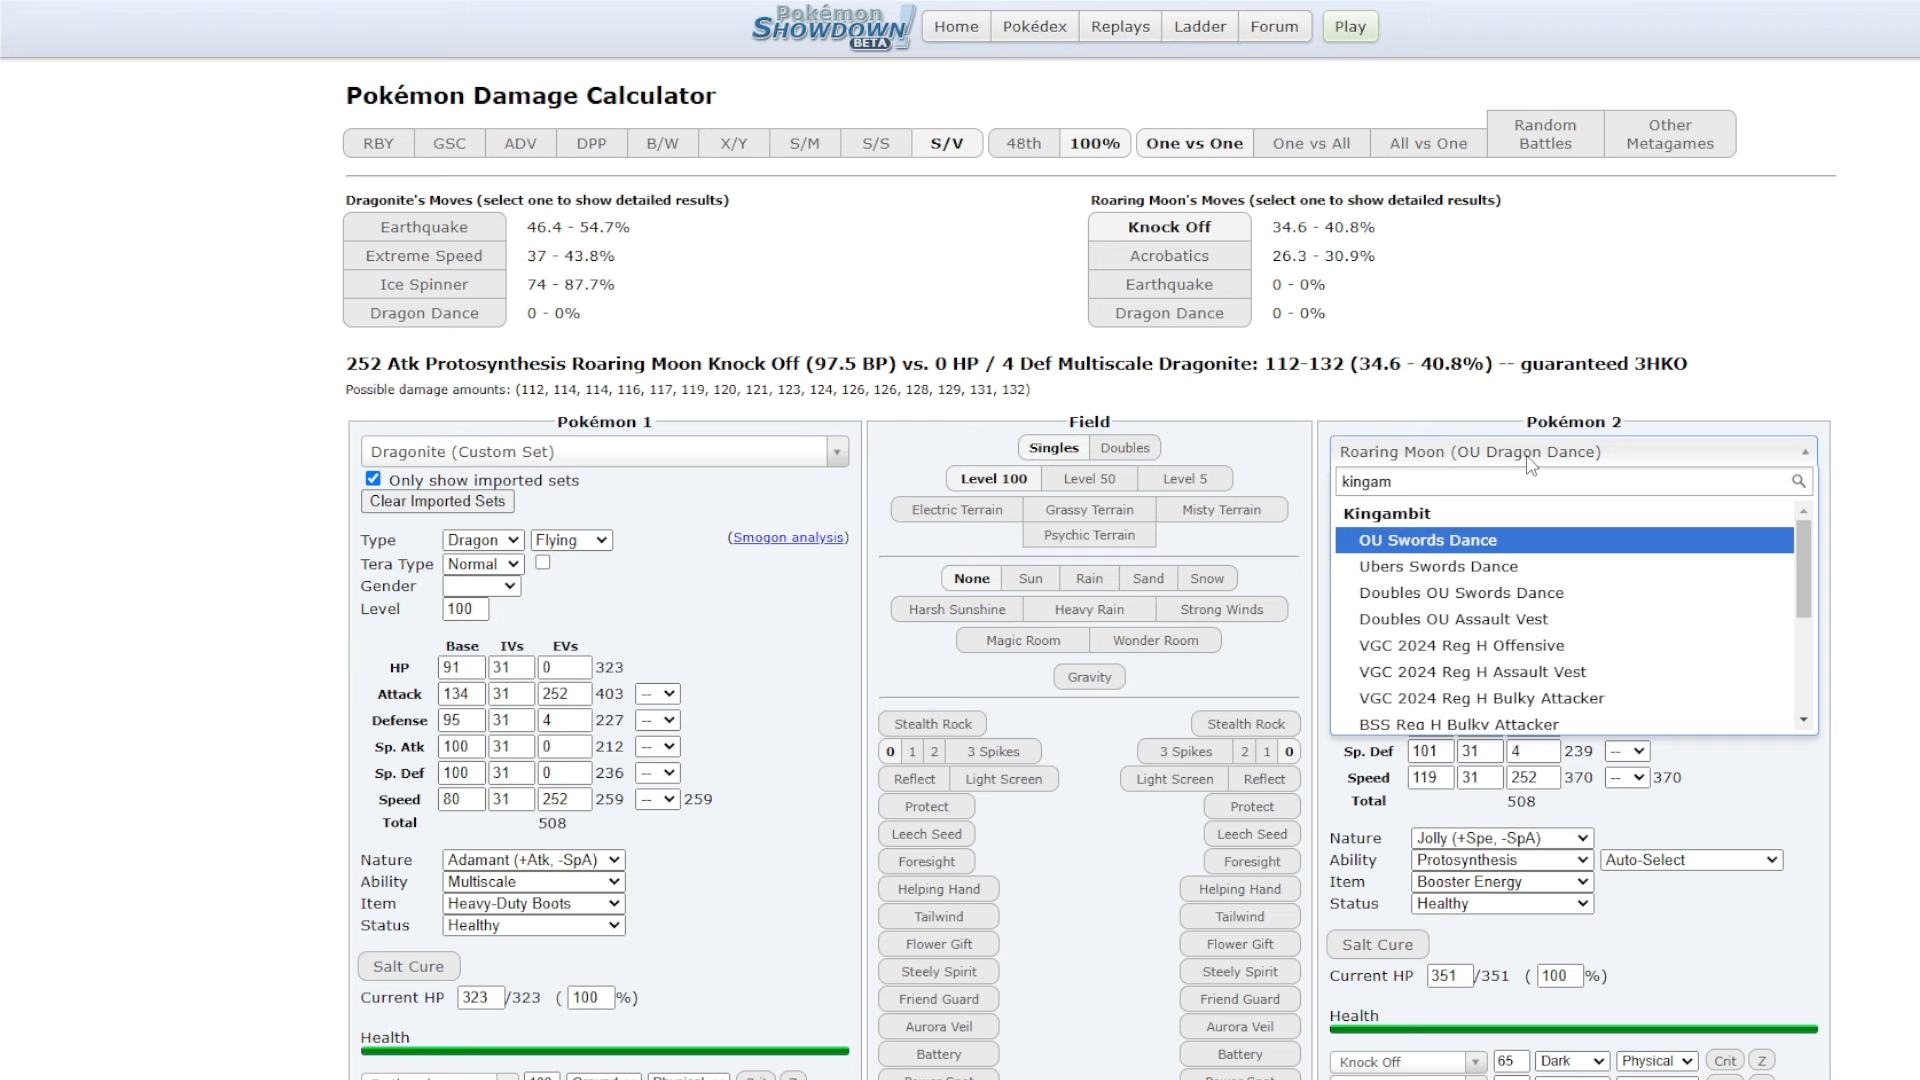 Pokémon SHOWDOWN! BETA Home Pokédex Replays Ladder Forum Play
Pokémon Damage Calculator
RBY GSC ADV DPP B/W X/Y S/M S/S S/V 48th 100% One vs One One vs All All vs One Random Battles Other Metagames
Dragonite's Moves (select one to show detailed results)
Earthquake 46.4 - 54.7%
Extreme Speed 37 - 43.8%
Ice Spinner 74 - 87.7%
Dragon Dance 0 - 0%
Roaring Moon's Moves (select one to show detailed results)
Knock Off 34.6 - 40.8%
Acrobatics 26.3 - 30.9%
Earthquake 0 - 0%
Dragon Dance 0 - 0%
252 Atk Protosynthesis Roaring Moon Knock Off (97.5 BP) vs. 0 HP / 4 Def Multiscale Dragonite: 112-132 (34.6 - 40.8%) -- guaranteed 3HKO
Possible damage amounts: (112, 114, 114, 116, 117, 119, 120, 121, 123, 124, 126, 126, 128, 129, 131, 132)
Pokémon 1
Dragonite (Custom Set)
Only show imported sets
Clear Imported Sets
Type Dragon Flying (Smogon analysis)
Tera Type Normal
Gender
Level 100
Base IVs EVs
HP 91 31 0 323
Attack 134 31 252 403 --
Defense 95 31 4 227 --
Sp. Atk 100 31 0 212 --
Sp. Def 100 31 0 236 --
Speed 80 31 252 259 -- 259
Total 508
Nature Adamant (+Atk, -SpA)
Ability Multiscale
Item Heavy-Duty Boots
Status Healthy
Salt Cure
Current HP 323 /323 ( 100 %)
Health
Field
Singles Doubles
Level 100 Level 50 Level 5
Electric Terrain Grassy Terrain Misty Terrain
Psychic Terrain
None Sun Rain Sand Snow
Harsh Sunshine Heavy Rain Strong Winds
Magic Room Wonder Room
Gravity
Stealth Rock Stealth Rock
0 1 2 3 Spikes 3 Spikes 2 1 0
Reflect Light Screen Light Screen Reflect
Protect Protect
Leech Seed Leech Seed
Foresight Foresight
Helping Hand Helping Hand
Tailwind Tailwind
Flower Gift Flower Gift
Steely Spirit Steely Spirit
Friend Guard Friend Guard
Aurora Veil Aurora Veil
Battery Battery
Pokémon 2
Roaring Moon (OU Dragon Dance)
kingam
Kingambit
OU Swords Dance
Ubers Swords Dance
Doubles OU Swords Dance
Doubles OU Assault Vest
VGC 2024 Reg H Offensive
VGC 2024 Reg H Assault Vest
VGC 2024 Reg H Bulky Attacker
BSS Reg H Bulky Attacker
Sp. Def 101 31 4 239 --
Speed 119 31 252 370 -- 370
Total 508
Nature Jolly (+Spe, -SpA)
Ability Protosynthesis Auto-Select
Item Booster Energy
Status Healthy
Salt Cure
Current HP 351 /351 ( 100 %)
Health
Knock Off 65 Dark Physical Crit Z